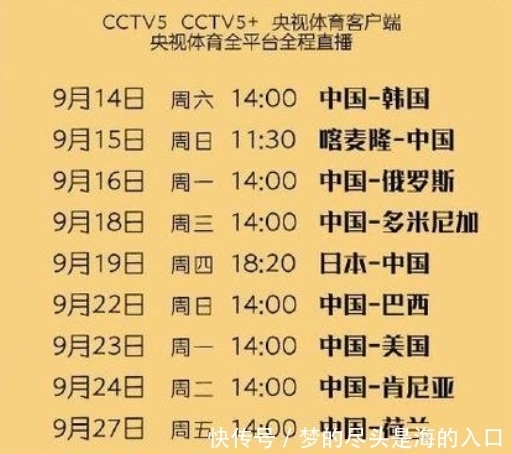 CCTV5 CCTV5+ 央视体育客户端
央视体育全平台全程直播
9月14日 周六 14:00 中国-韩国
9月15日 周日 11:30 喀麦隆-中国
9月16日 周一 14:00 中国-俄罗斯
9月18日 周三 14:00 中国-多米尼加
9月19日 周四 18:20 日本-中国
9月22日 周日 14:00 中国-巴西
9月23日 周一 14:00 中国-美国
9月24日 周二 14:00 中国-肯尼亚
9月27日 周五 14:00 中国-荷兰
快传号/梦的尽头是海的入口